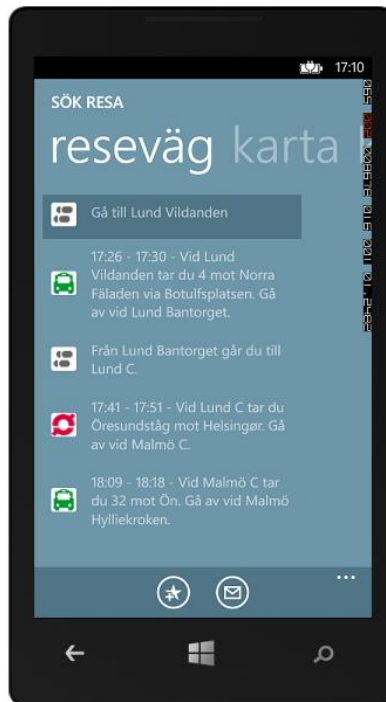 17:10
SÖK RESA
reseväg karta
Gå till Lund Vildanden
17:26 - 17:30 - Vid Lund
Vildanden tar du 4 mot Norra
Fäladen via Botulfsplatsen. Gå
av vid Lund Bantorget.
Från Lund Bantorget går du till
Lund C.
17:41 - 17:51 - Vid Lund C tar du
Öresundståg mot Helsingør. Gå
av vid Malmö C.
18:09 - 18:18 - Vid Malmö C tar
du 32 mot Ön. Gå av vid Malmö
Hylliekroken.